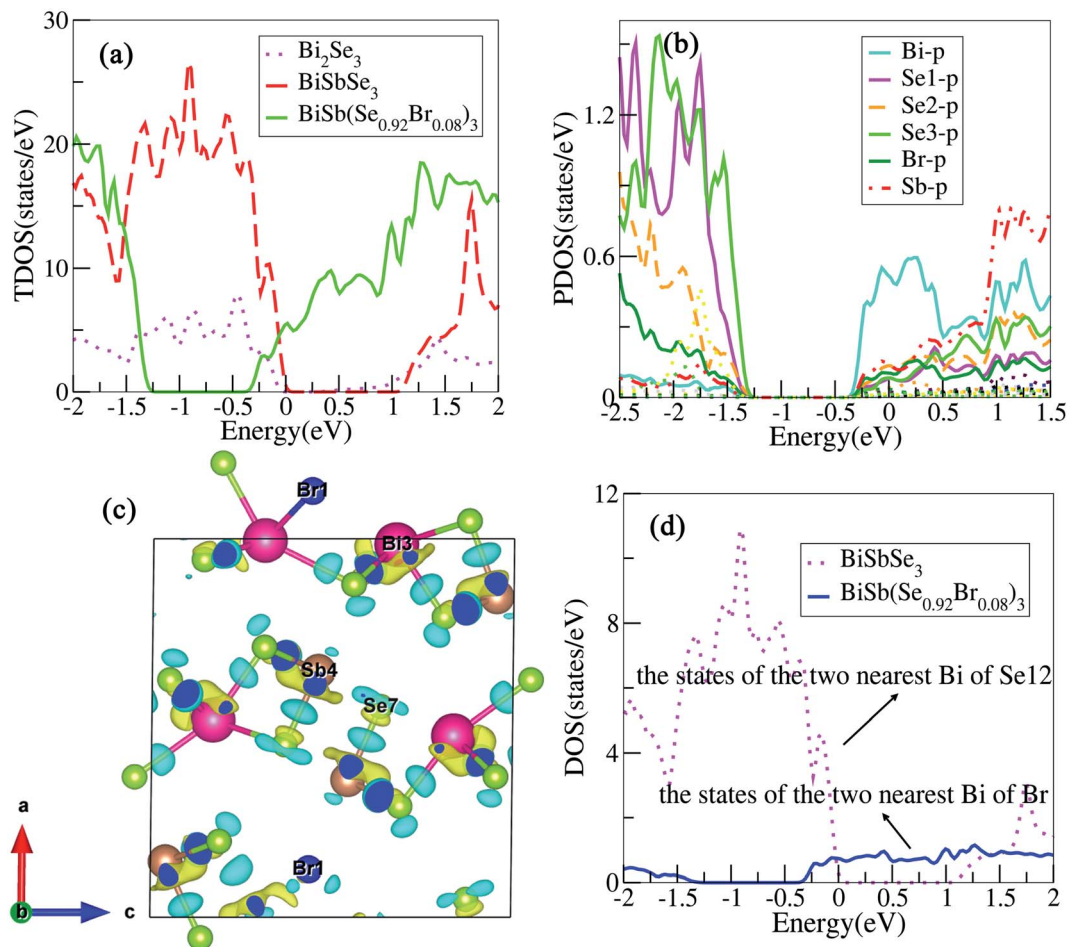 (a)
Bi2Se3
BiSbSe3
BiSb(Se0.92Br0.08)3
TDOS(states/eV)
30
20
10
0
-2 -1.5 -1 -0.5 0 0.5 1 1.5 2
Energy(eV)
(b)
Bi-p
Se1-p
Se2-p
Se3-p
Br-p
Sb-p
PDOS(states/eV)
1.2
0.6
0
-2.5 -2 -1.5 -1 -0.5 0 0.5 1 1.5
Energy(eV)
(c)
Br1
Bi3
Sb4
Se7
Br1
a
b
c
(d)
BiSbSe3
BiSb(Se0.92Br0.08)3
the states of the two nearest Bi of Se12
the states of the two nearest Bi of Br
DOS(states/eV)
12
8
4
0
-2 -1.5 -1 -0.5 0 0.5 1 1.5 2
Energy(eV)